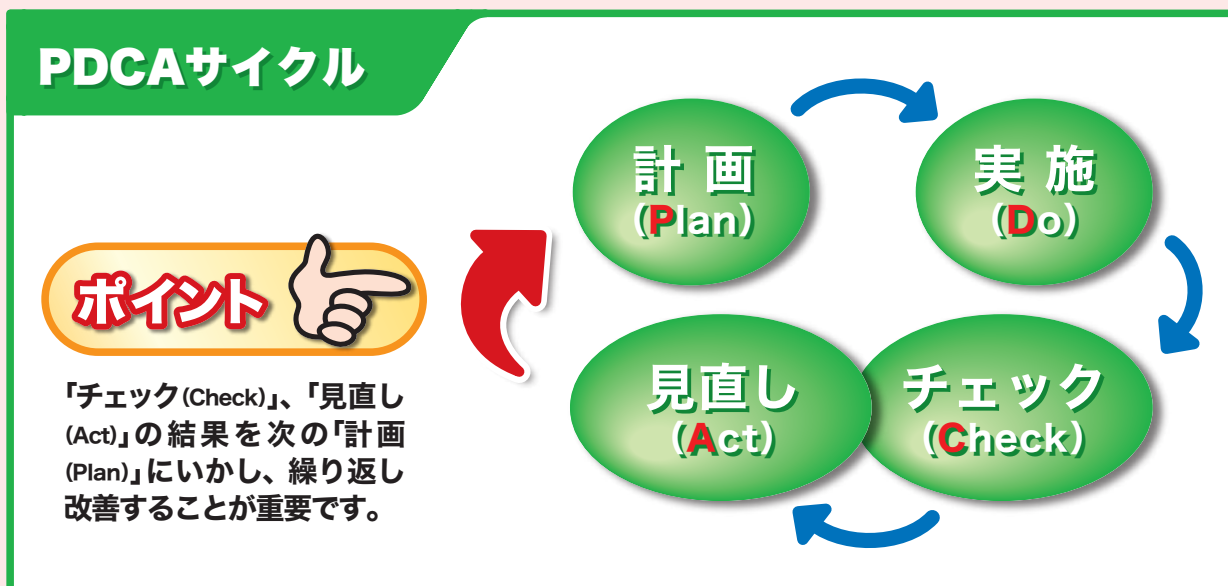 PDCAサイクル
計 画
(Plan)
実 施
(Do)
ポイント
「チェック(Check)」、「見直し
(Act)」の結果を次の「計画
(Plan)」にいかし、繰り返し
改善することが重要です。
見直し
(Act)
チェック
(Check)